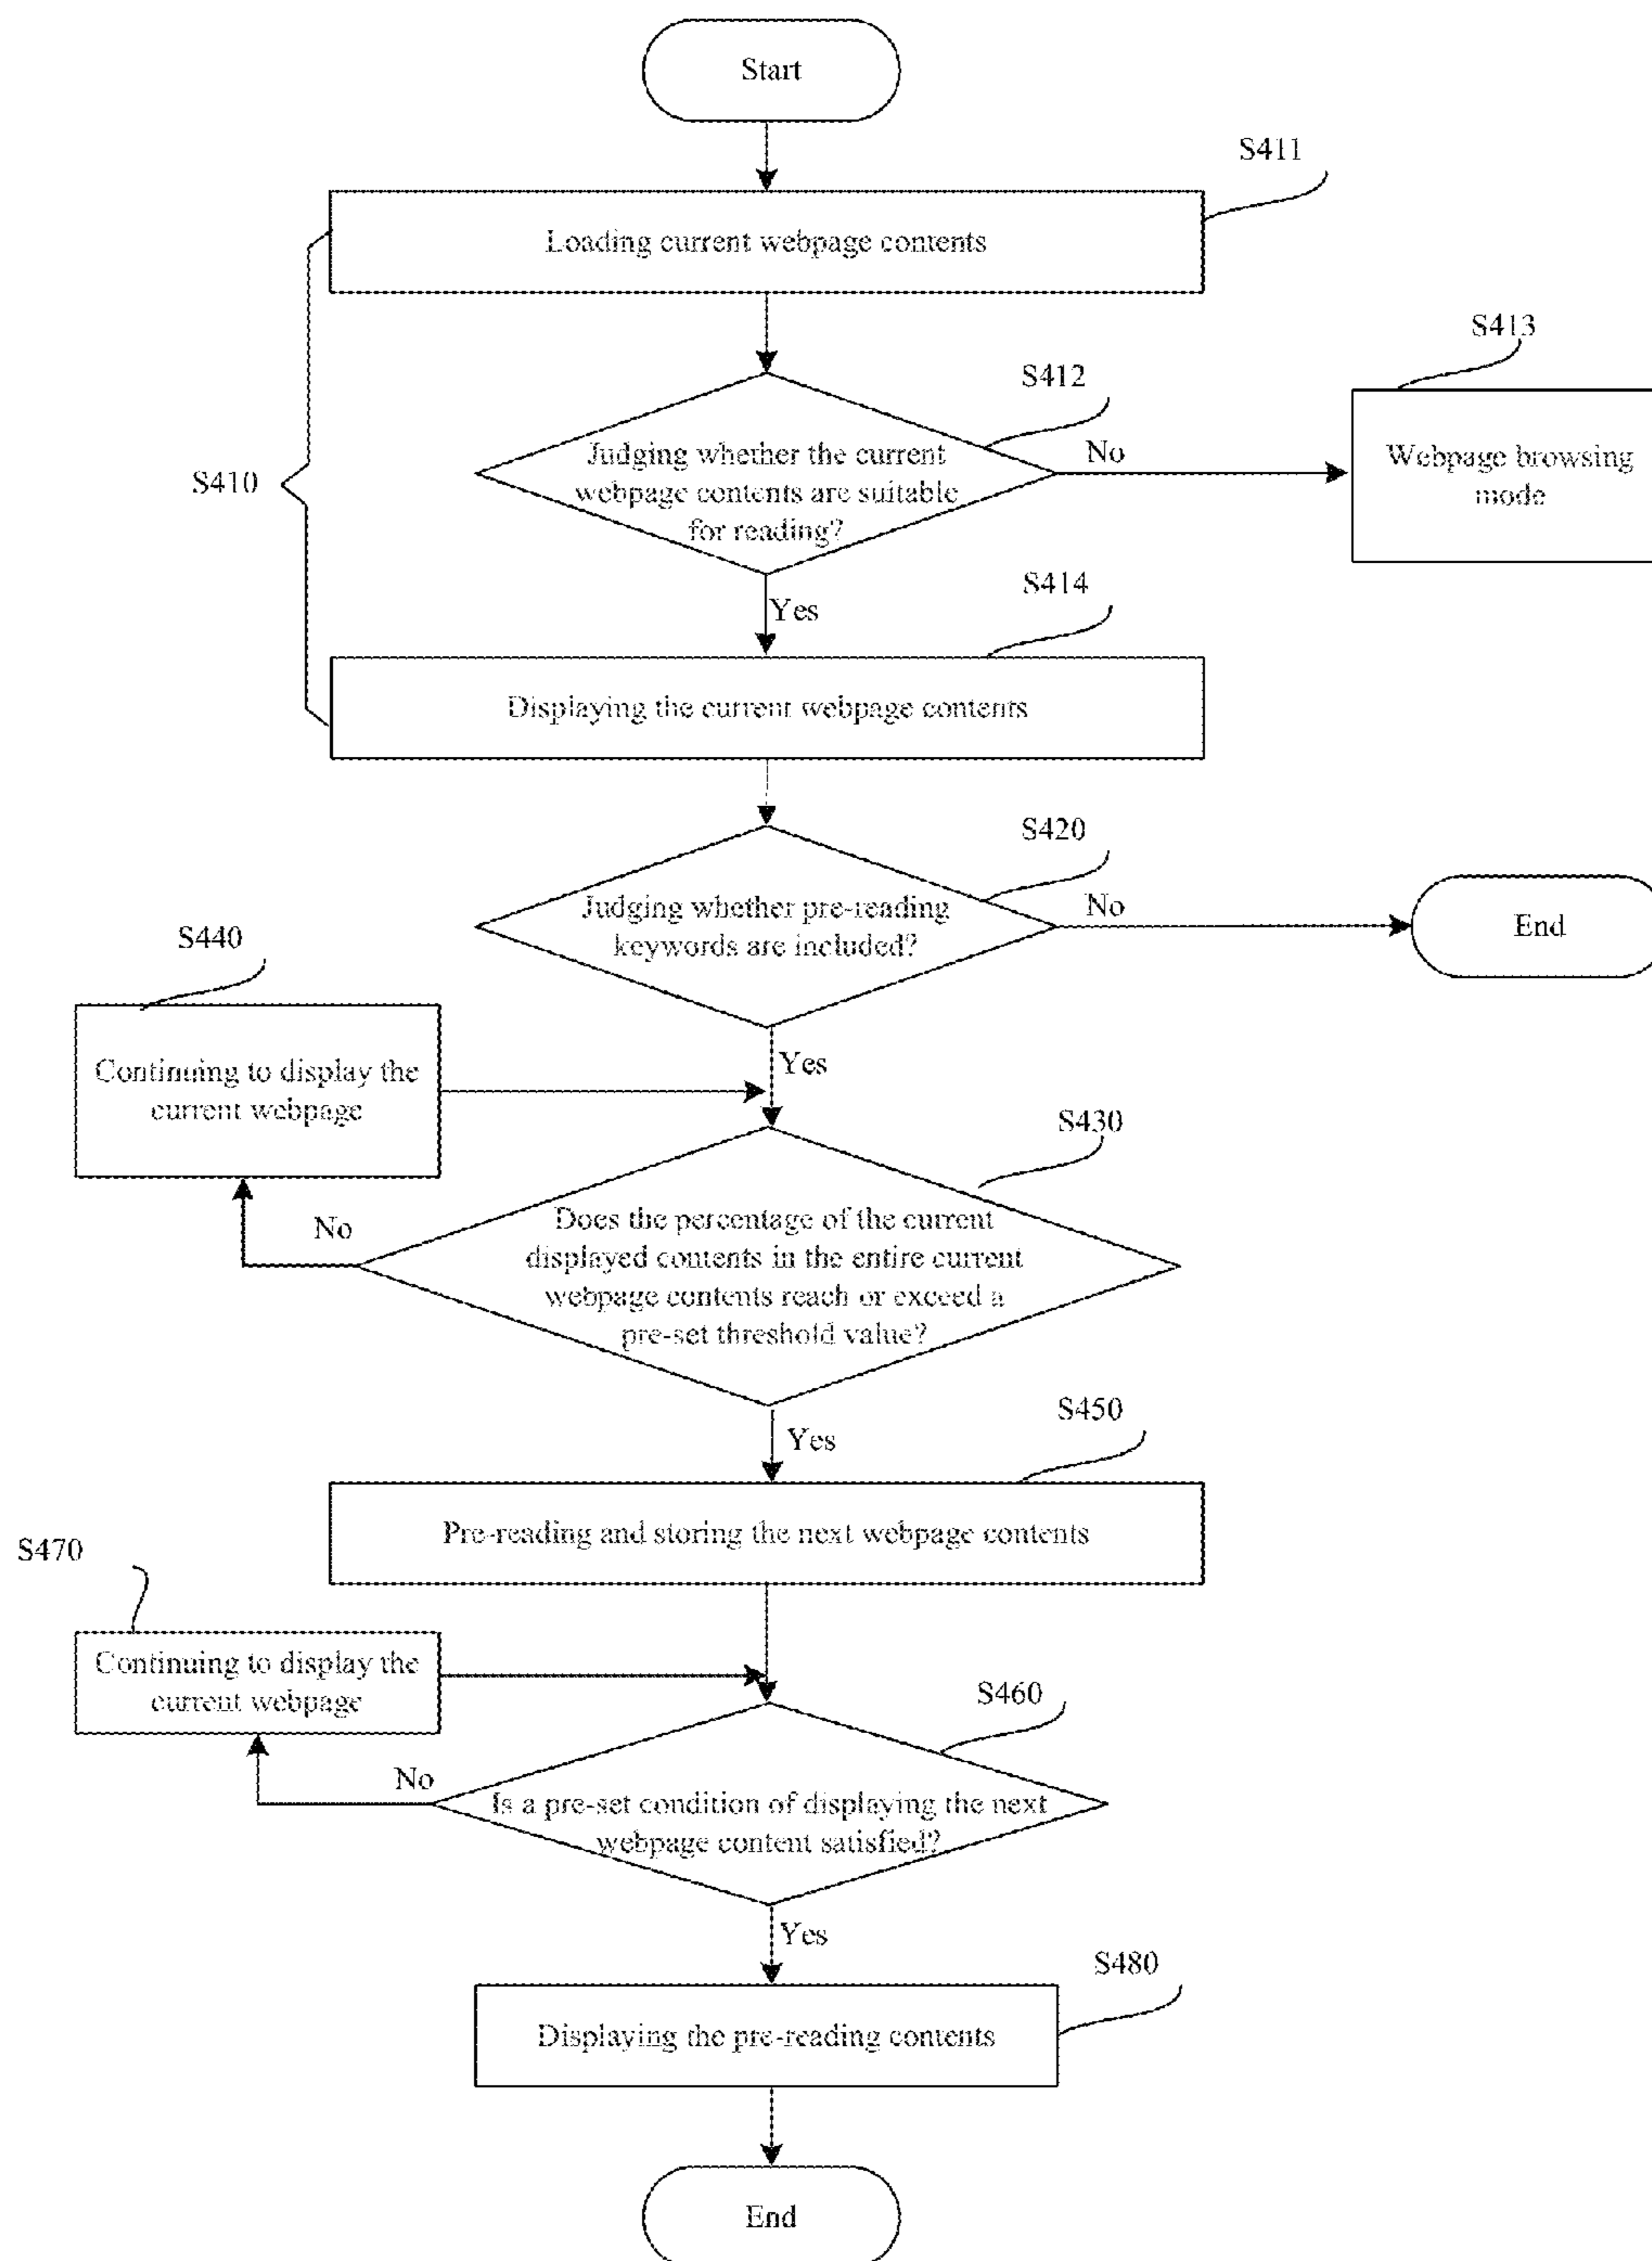 Start
S411
Loading current webpage contents
S413
S412
Judging whether the current
webpage contents are suitable
for reading?
No
Webpage browsing
mode
S410
Yes
S414
Displaying the current webpage contents
S420
Judging whether pre-reading
keywords are included?
No
End
S440
Continuing to display the
current webpage
Yes
S430
Does the percentage of the current
displayed contents in the entire current
webpage contents reach or exceed a
pre-set threshold value?
No
Yes
S450
Pre-reading and storing the next webpage contents
S470
Continuing to display the
current webpage
S460
No
Is a pre-set condition of displaying the next
webpage content satisfied?
Yes
S480
Displaying the pre-reading contents
End